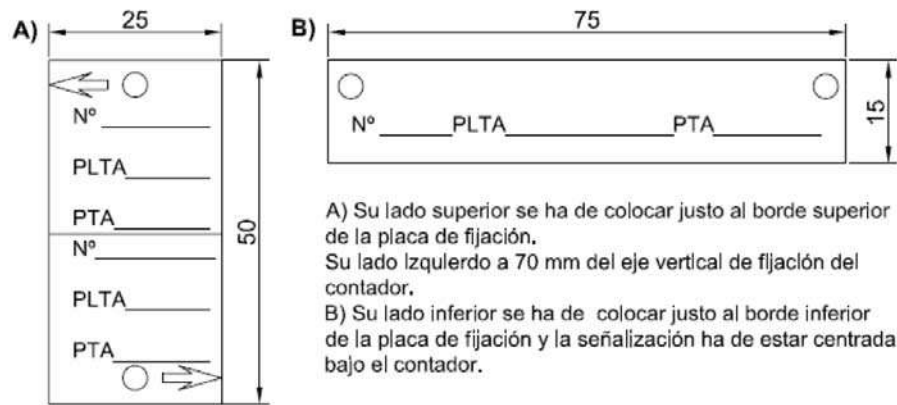 A)
25
Nº
PLTA
PTA
Nº
PLTA
PTA
50
B)
75
Nº PLTA PTA
15
A) Su lado superior se ha de colocar justo al borde superior
de la placa de fijación.
Su lado izquierdo a 70 mm del eje vertical de fijación del
contador.
B) Su lado inferior se ha de colocar justo al borde inferior
de la placa de fijación y la señalización ha de estar centrada
bajo el contador.